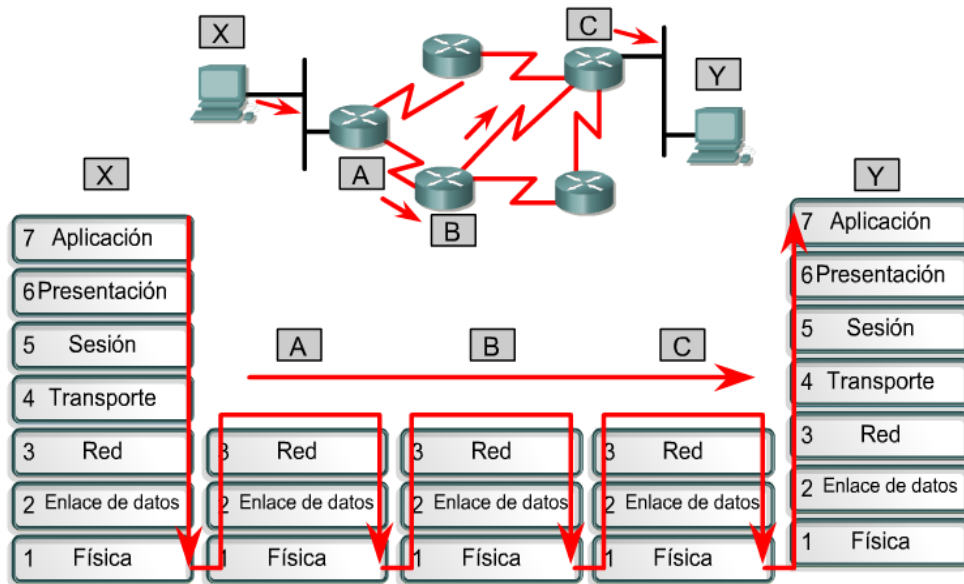 X
C
Y
A
B
X
7 Aplicación
6 Presentación
5 Sesión
4 Transporte
3 Red
2 Enlace de datos
1 Física
A
3 Red
2 Enlace de datos
1 Física
B
3 Red
2 Enlace de datos
1 Física
C
3 Red
2 Enlace de datos
1 Física
Y
7 Aplicación
6 Presentación
5 Sesión
4 Transporte
3 Red
2 Enlace de datos
1 Física